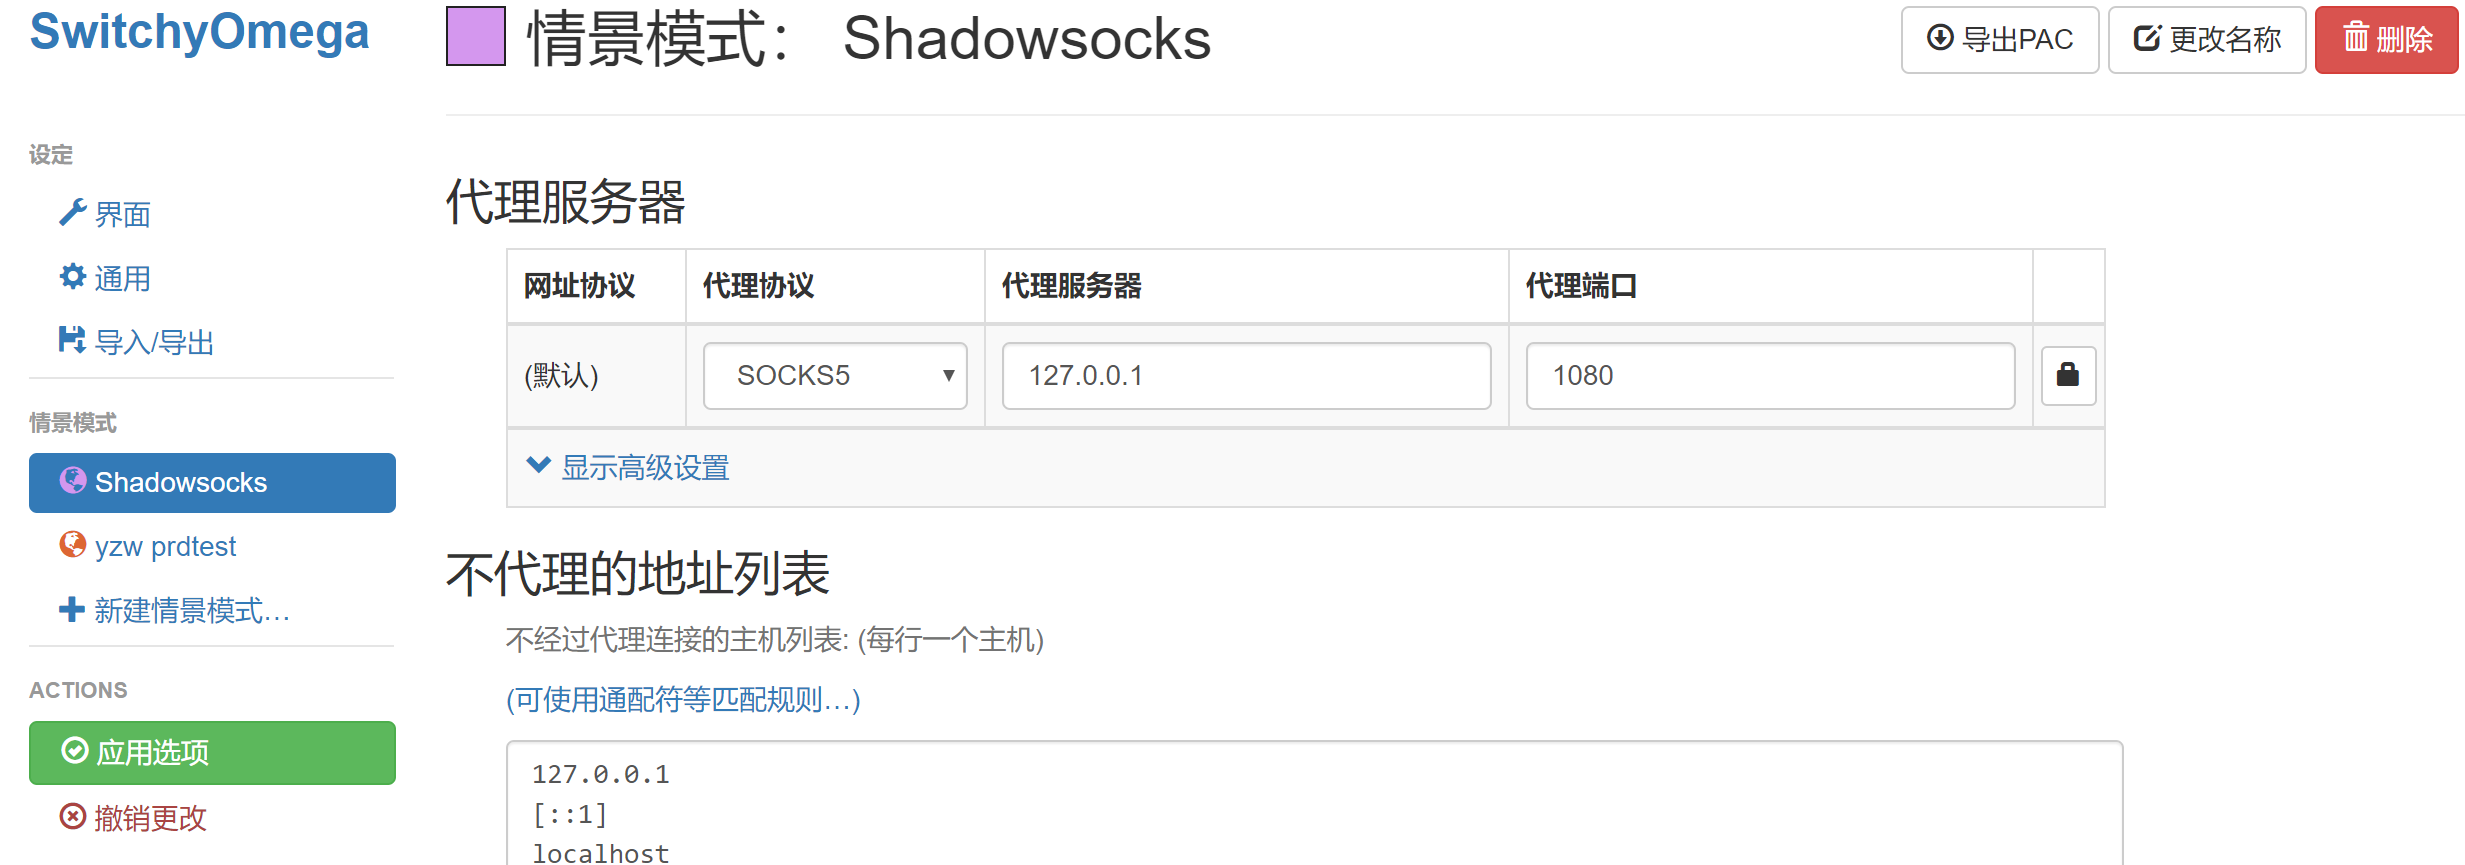 SwitchyOmega
设定
界面
通用
导入/导出
情景模式
Shadowsocks
yzw prdtest
新建情景模式…
ACTIONS
应用选项
撤销更改
情景模式： Shadowsocks
导出PAC
更改名称
删除
代理服务器
网址协议 代理协议 代理服务器 代理端口
(默认) SOCKS5 127.0.0.1 1080
显示高级设置
不代理的地址列表
不经过代理连接的主机列表: (每行一个主机)
(可使用通配符等匹配规则…)
127.0.0.1
[::1]
localhost